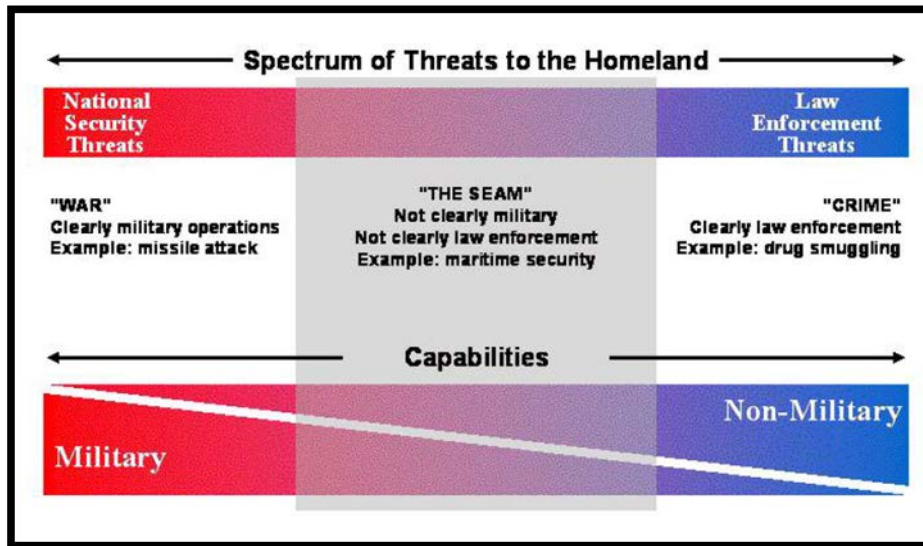 Spectrum of Threats to the Homeland
National
Security
Threats
Law
Enforcement
Threats
"WAR"
Clearly military operations
Example: missile attack
"THE SEAM"
Not clearly military
Not clearly law enforcement
Example: maritime security
"CRIME"
Clearly law enforcement
Example: drug smuggling
Capabilities
Military
Non-Military